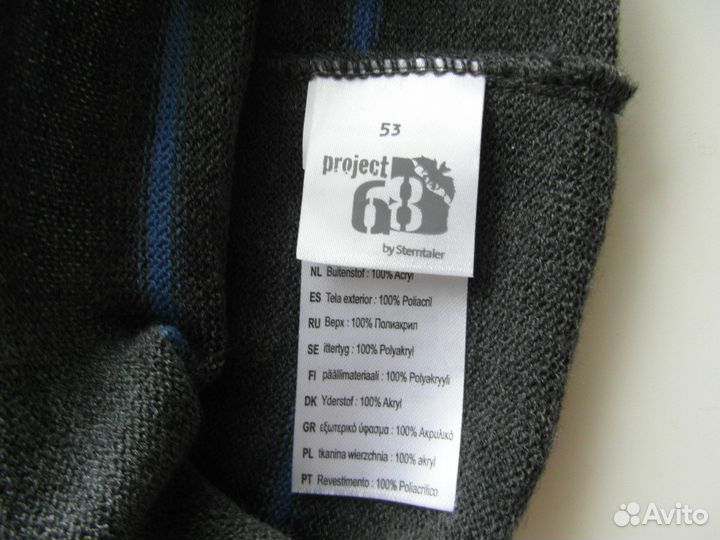 53
project
68
by Sterntaler
NL Buitenstof : 100% Acryl
ES Tela exterior : 100% Poliacril
RU Верх : 100% Полиакрил
SE ittertyg : 100% Polyakryl
FI päällimateriaali : 100% Polyakryyli
DK Yderstof : 100% Akryl
GR εξωτερικό ύφασμα : 100% Ακρυλικό
PL tkanina wierzchnia : 100% akryl
PT Revestimento : 100% Poliacrifico
Avito